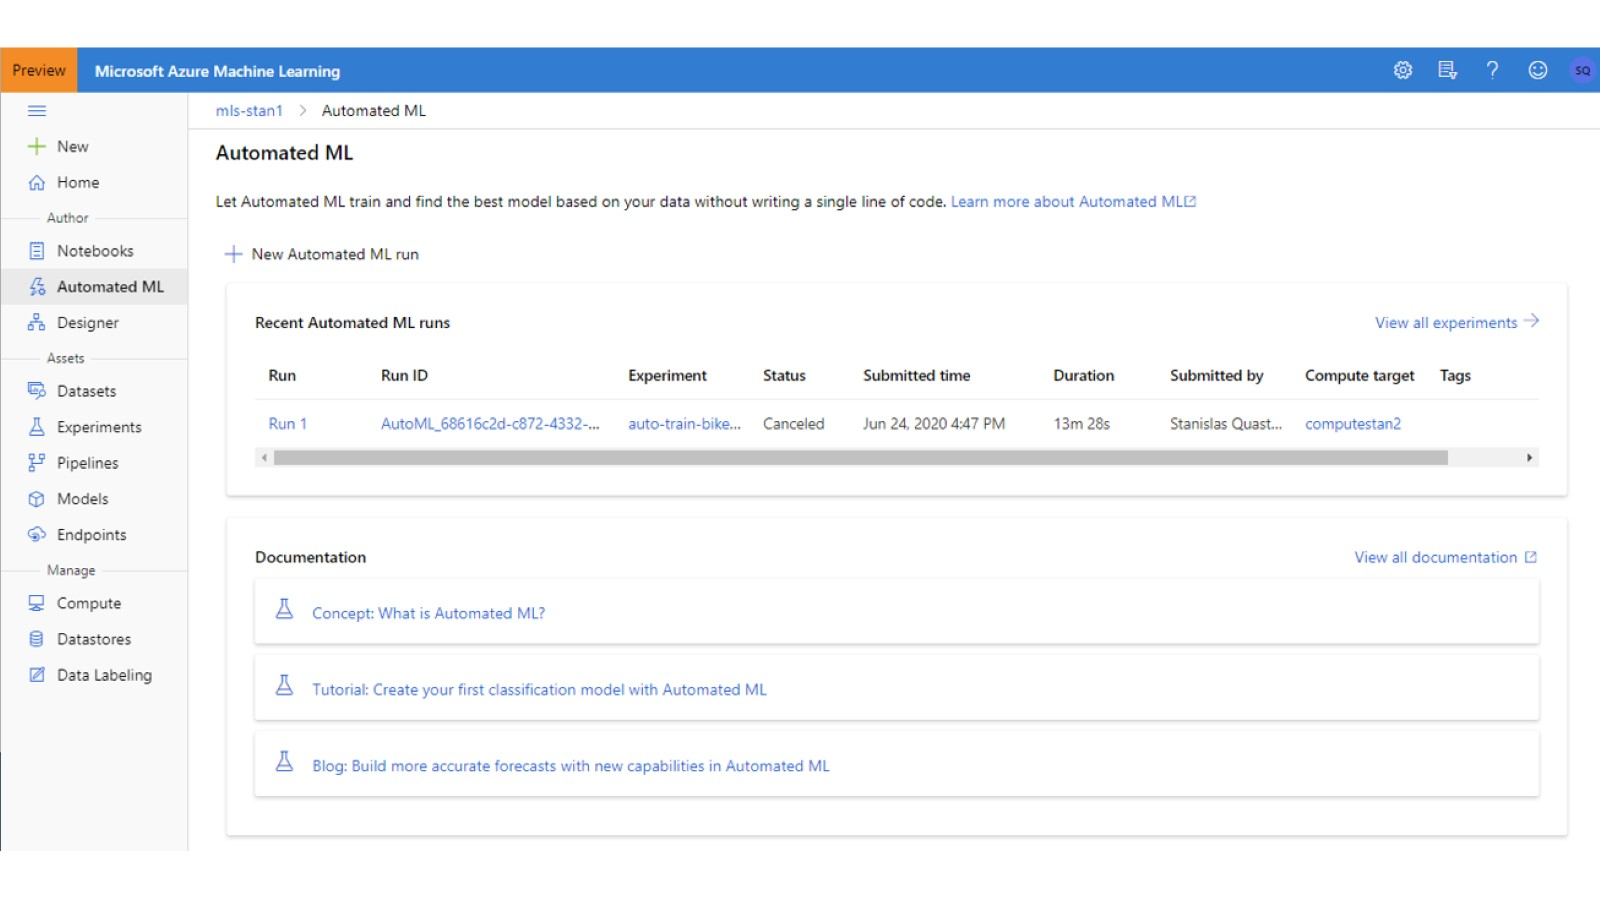 Preview
Microsoft Azure Machine Learning
SQ
mls-stan1 > Automated ML
New
Home
Author
Notebooks
Automated ML
Designer
Assets
Datasets
Experiments
Pipelines
Models
Endpoints
Manage
Compute
Datastores
Data Labeling
Automated ML
Let Automated ML train and find the best model based on your data without writing a single line of code. Learn more about Automated ML
New Automated ML run
Recent Automated ML runs
View all experiments
Run Run ID Experiment Status Submitted time Duration Submitted by Compute target Tags
Run 1 AutoML_68616c2d-c872-4332-... auto-train-bike... Canceled Jun 24, 2020 4:47 PM 13m 28s Stanislas Quast... computestan2
Documentation
View all documentation
Concept: What is Automated ML?
Tutorial: Create your first classification model with Automated ML
Blog: Build more accurate forecasts with new capabilities in Automated ML